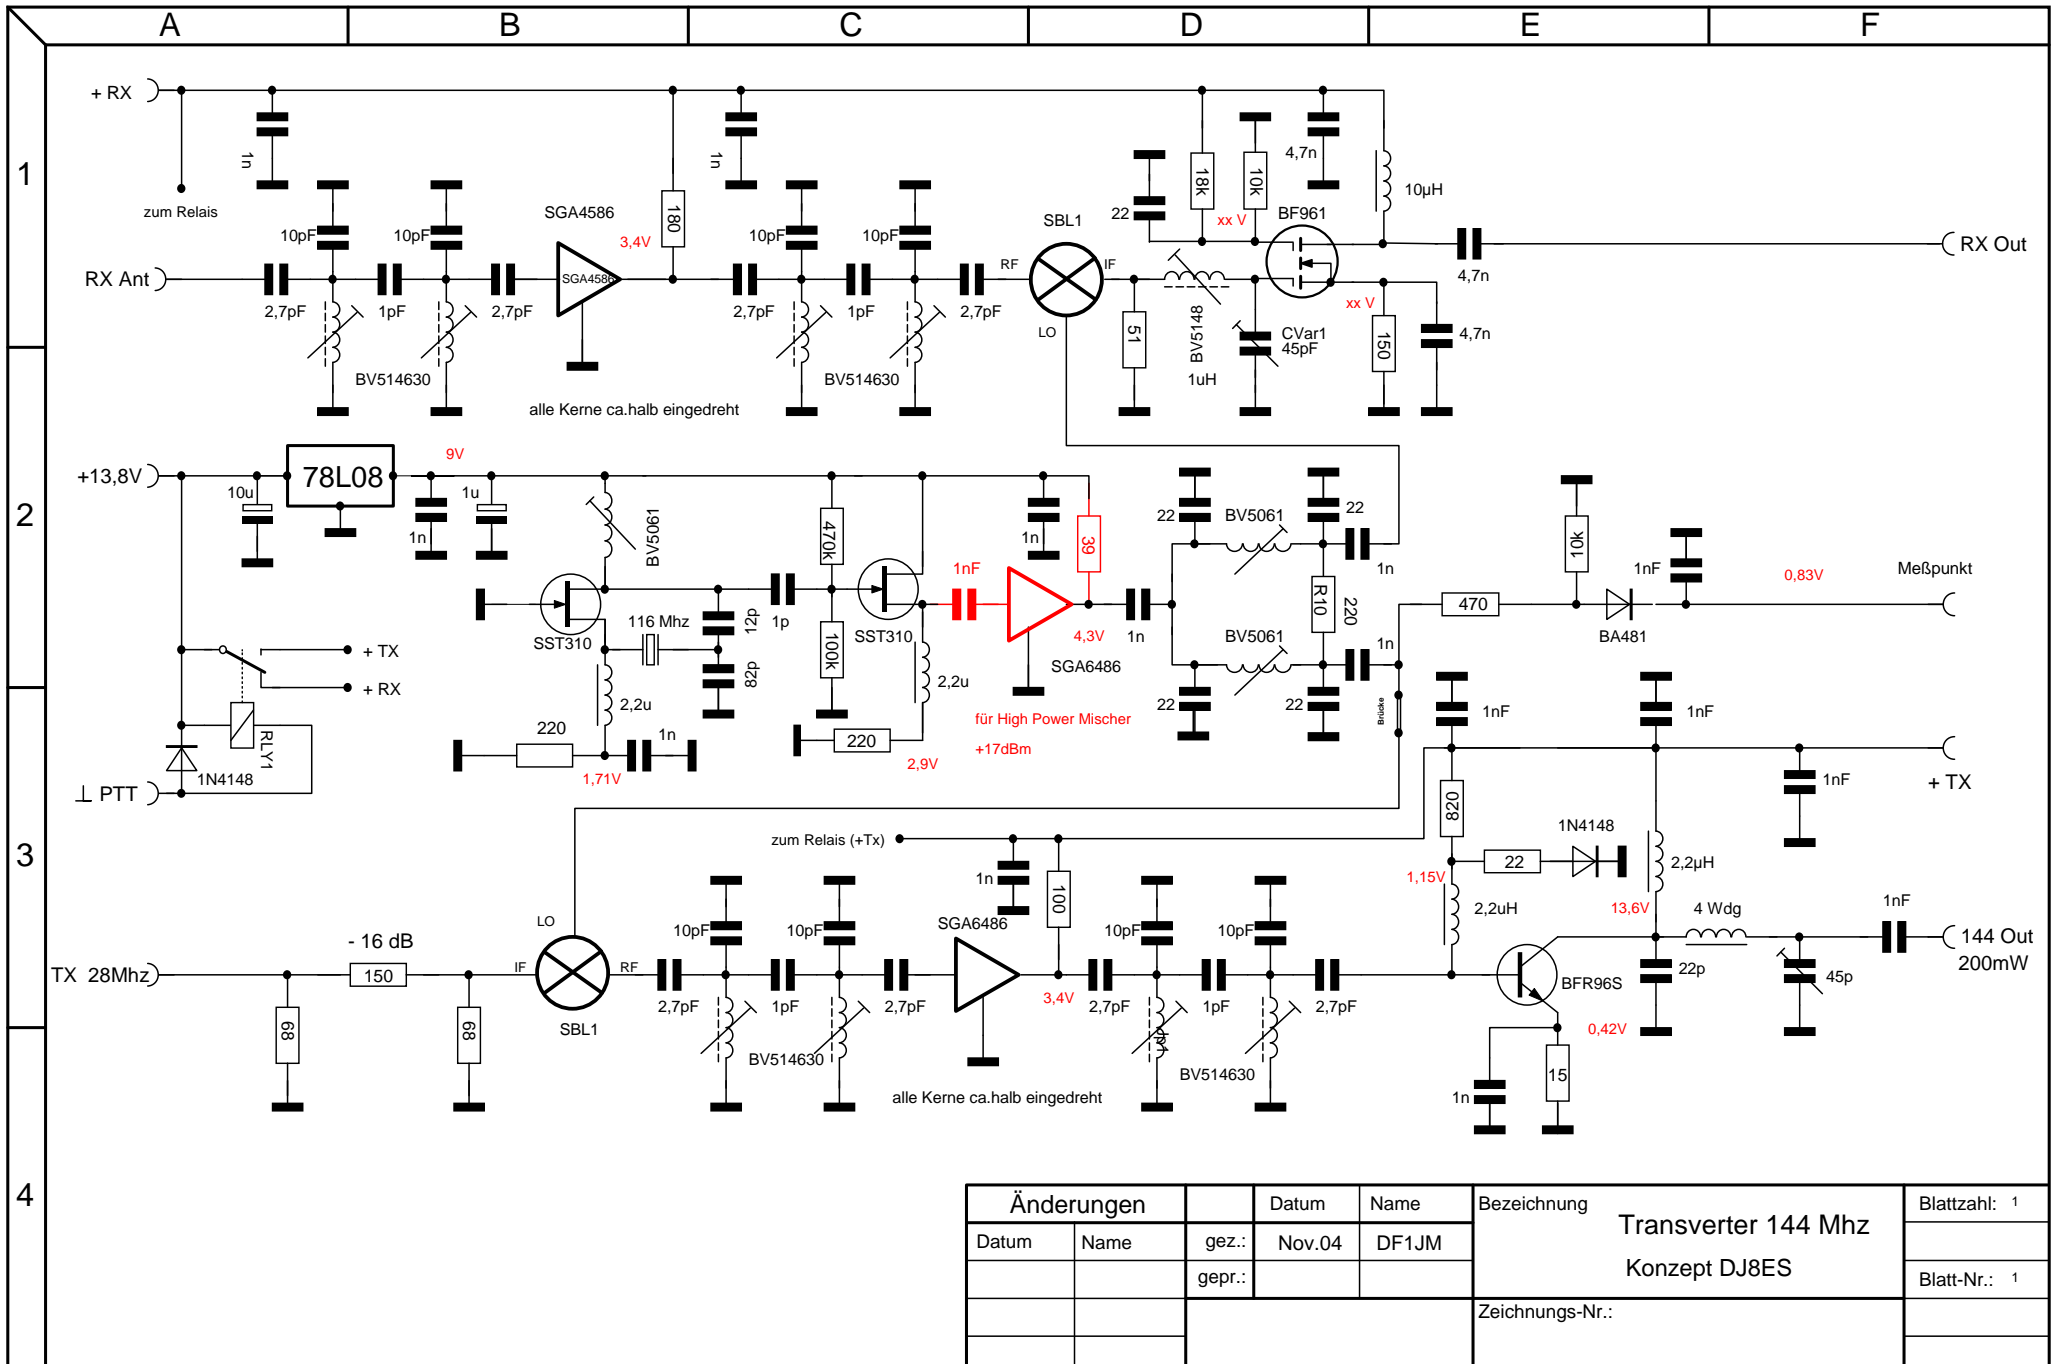 A B C D E F
1
+ RX
1n
zum Relais
10pF
10pF
SGA4586
3,4V
180
1n
10pF
10pF
SBL1
22
18k
xx V
10k
4,7n
BF961
10µH
RX Ant
2,7pF
1pF
2,7pF
SGA4586
2,7pF
1pF
2,7pF
RF
IF
LO
4,7n
RX Out
BV514630
BV514630
51
BV5148
1uH
CVar1
45pF
xx V
150
4,7n
alle Kerne ca.halb eingedreht
2
+13,8V
10u
78L08
9V
1n
1u
BV5061
470k
1n
39
22
BV5061
22
1n
10k
1nF
0,83V
Meßpunkt
SST310
116 Mhz
12p
82p
1p
100k
SST310
1nF
4,3V
SGA6486
1n
R10
220
BV5061
1n
470
BA481
+ TX
+ RX
RLY1
1N4148
⊥ PTT
2,2u
220
1n
1,71V
2,2u
220
2,9V
für High Power Mischer
+17dBm
22
22
Brücke
1nF
1nF
1nF
+ TX
3
zum Relais (+Tx)
1n
100
820
1,15V
22
1N4148
2,2µH
2,2uH
13,6V
4 Wdg
1nF
144 Out
200mW
TX 28Mhz
- 16 dB
150
68
68
LO
IF
RF
SBL1
10pF
10pF
SGA6486
3,4V
10pF
10pF
2,7pF
1pF
2,7pF
2,7pF
1pF
2,7pF
BFR96S
22p
45p
0,42V
BV514630
BV514630
1n
15
alle Kerne ca.halb eingedreht
4
Änderungen Datum Name Bezeichnung Transverter 144 Mhz Blattzahl: 1
Datum Name gez.: Nov.04 DF1JM
gepr.: Konzept DJ8ES Blatt-Nr.: 1
Zeichnungs-Nr.: